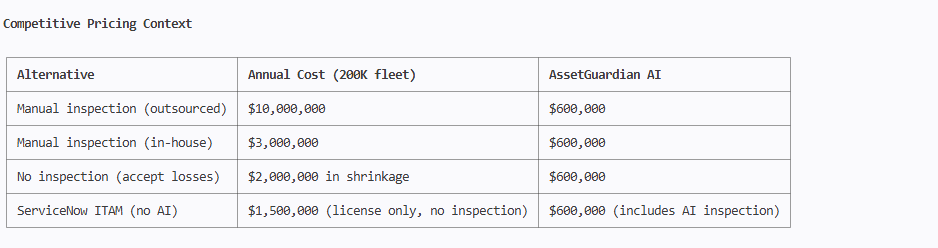 Competitive Pricing Context
Alternative Annual Cost (200K fleet) AssetGuardian AI
Manual inspection (outsourced) $10,000,000 $600,000
Manual inspection (in-house) $3,000,000 $600,000
No inspection (accept losses) $2,000,000 in shrinkage $600,000
ServiceNow ITAM (no AI) $1,500,000 (license only, no inspection) $600,000 (includes AI inspection)